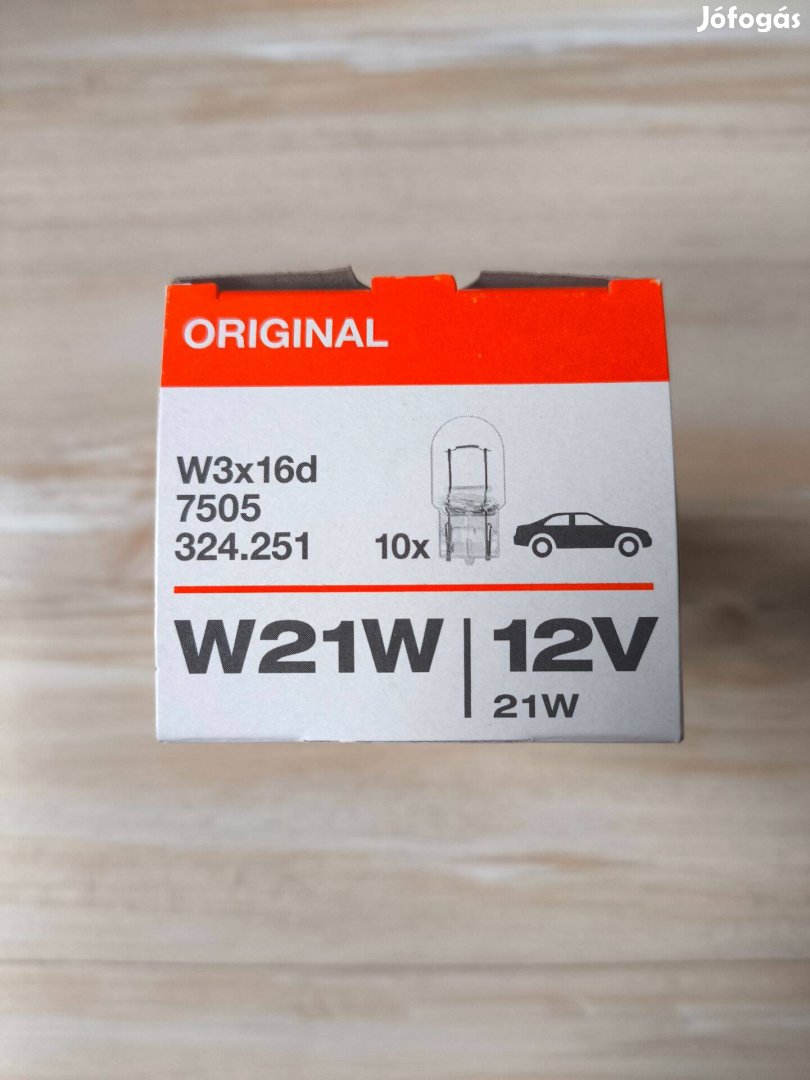 Jófogás
ORIGINAL
W3x16d
7505
324.251
10x
W21W
12V
21W